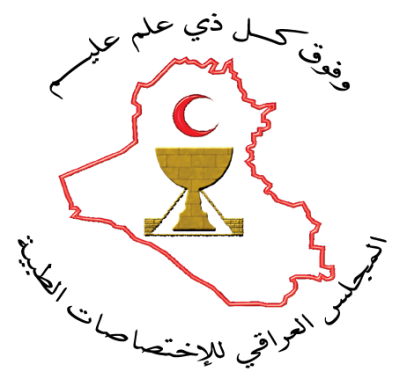 وفوق كل ذي علم عليم
المجلس العراقي للإختصاصات الطبية